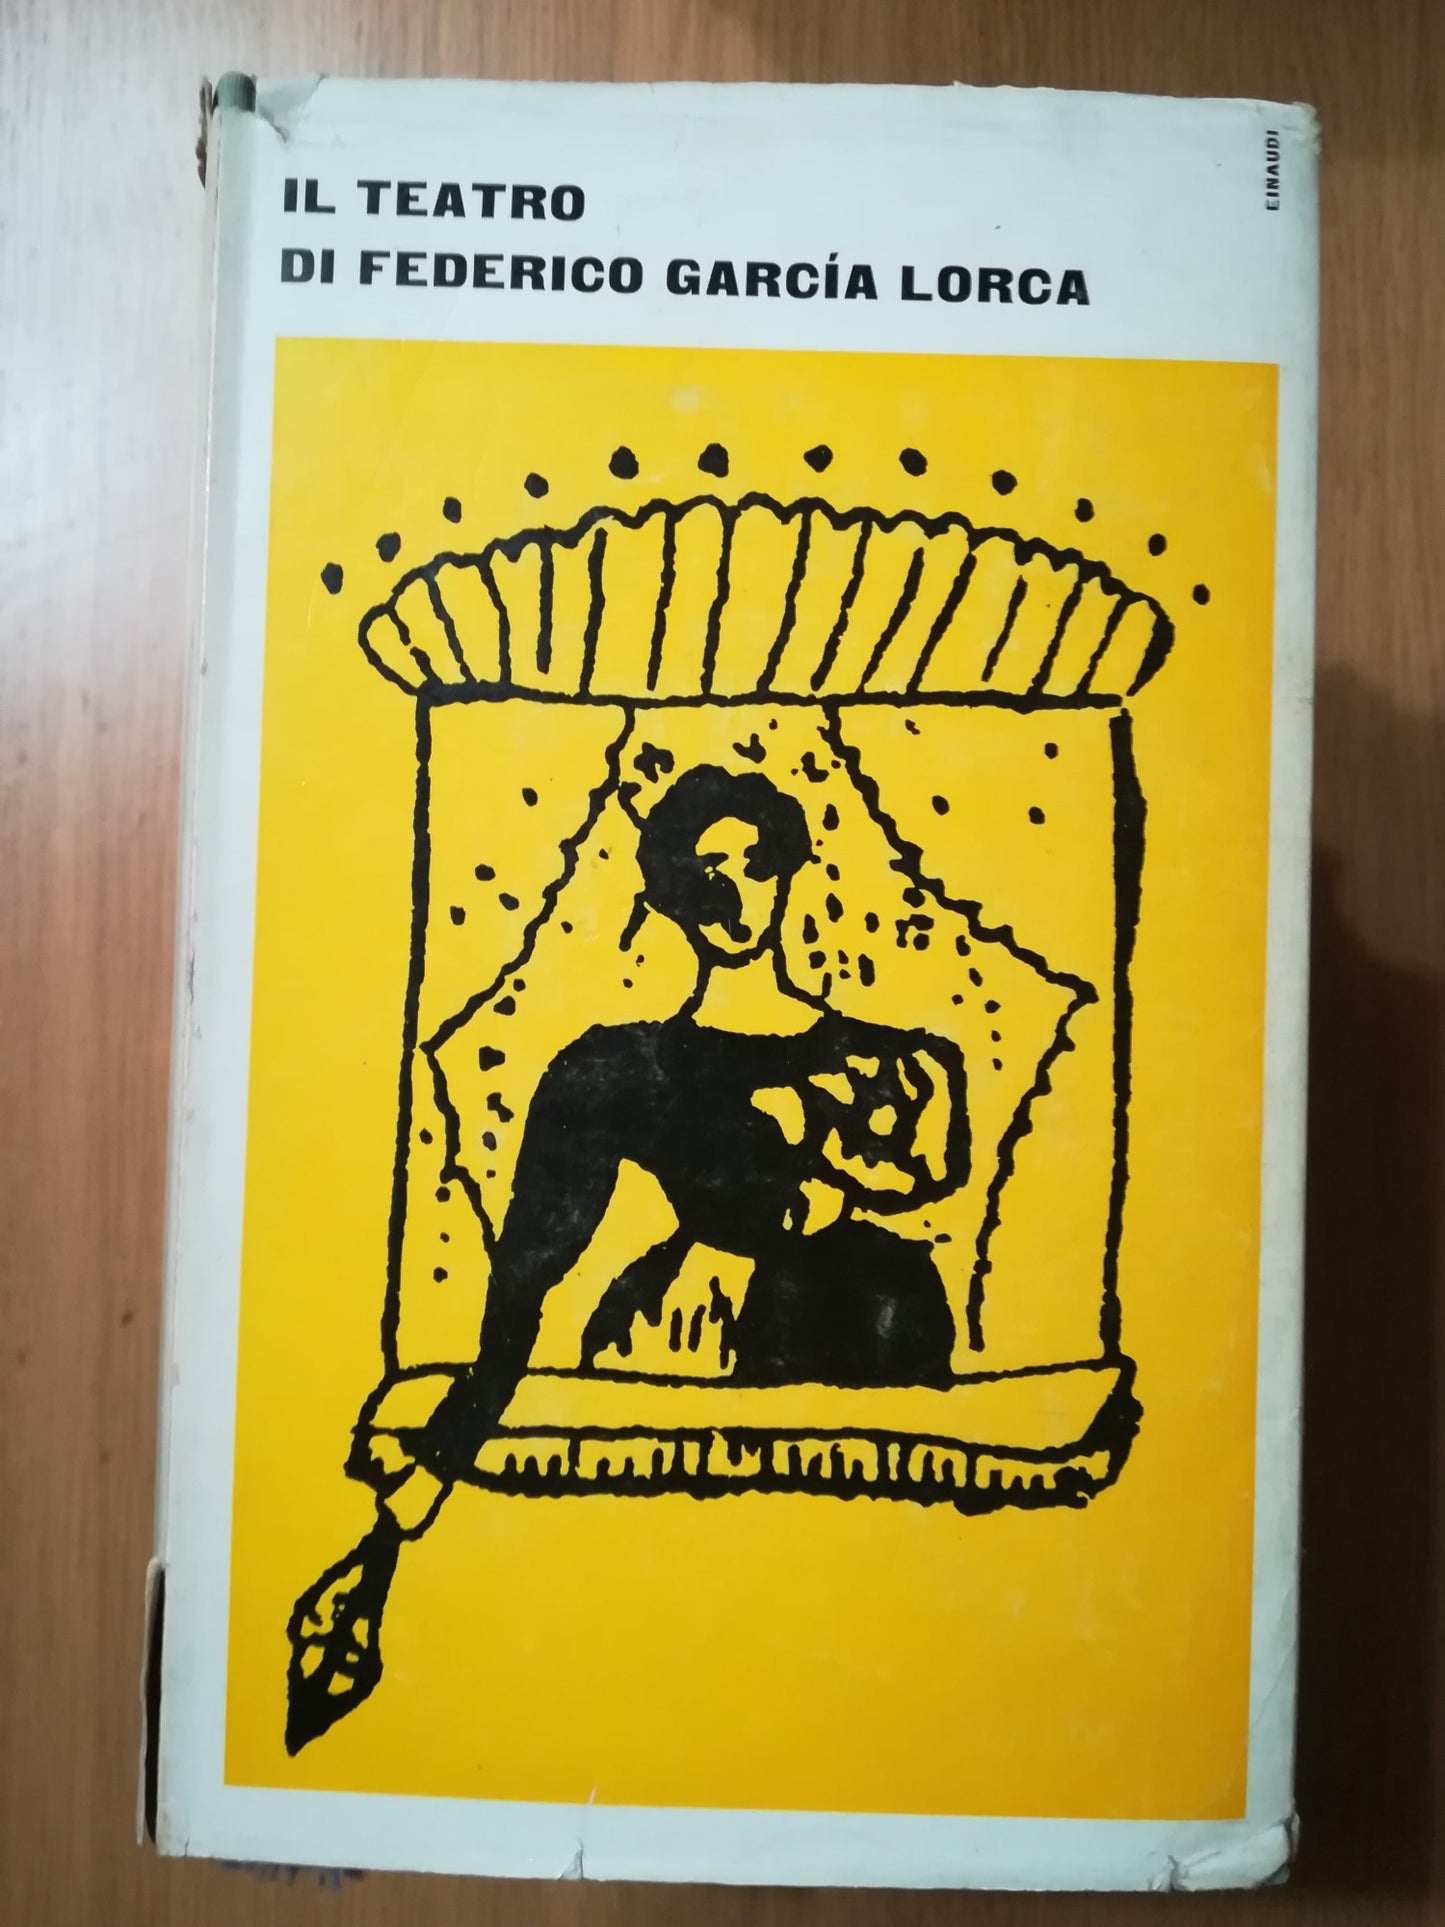 IL TEATRO
DI FEDERICO GARCÍA LORCA
EINAUDI